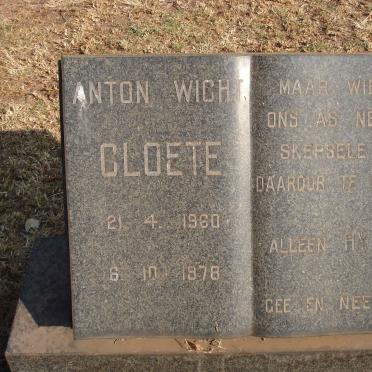 ANTON WICHT
CLOETE
21. 4. 1960
6. 10. 1978
MAAR WIE
ONS AS NE
SKEPSELE
DAAROOR TE
ALLEEN HY
GEE EN NEE